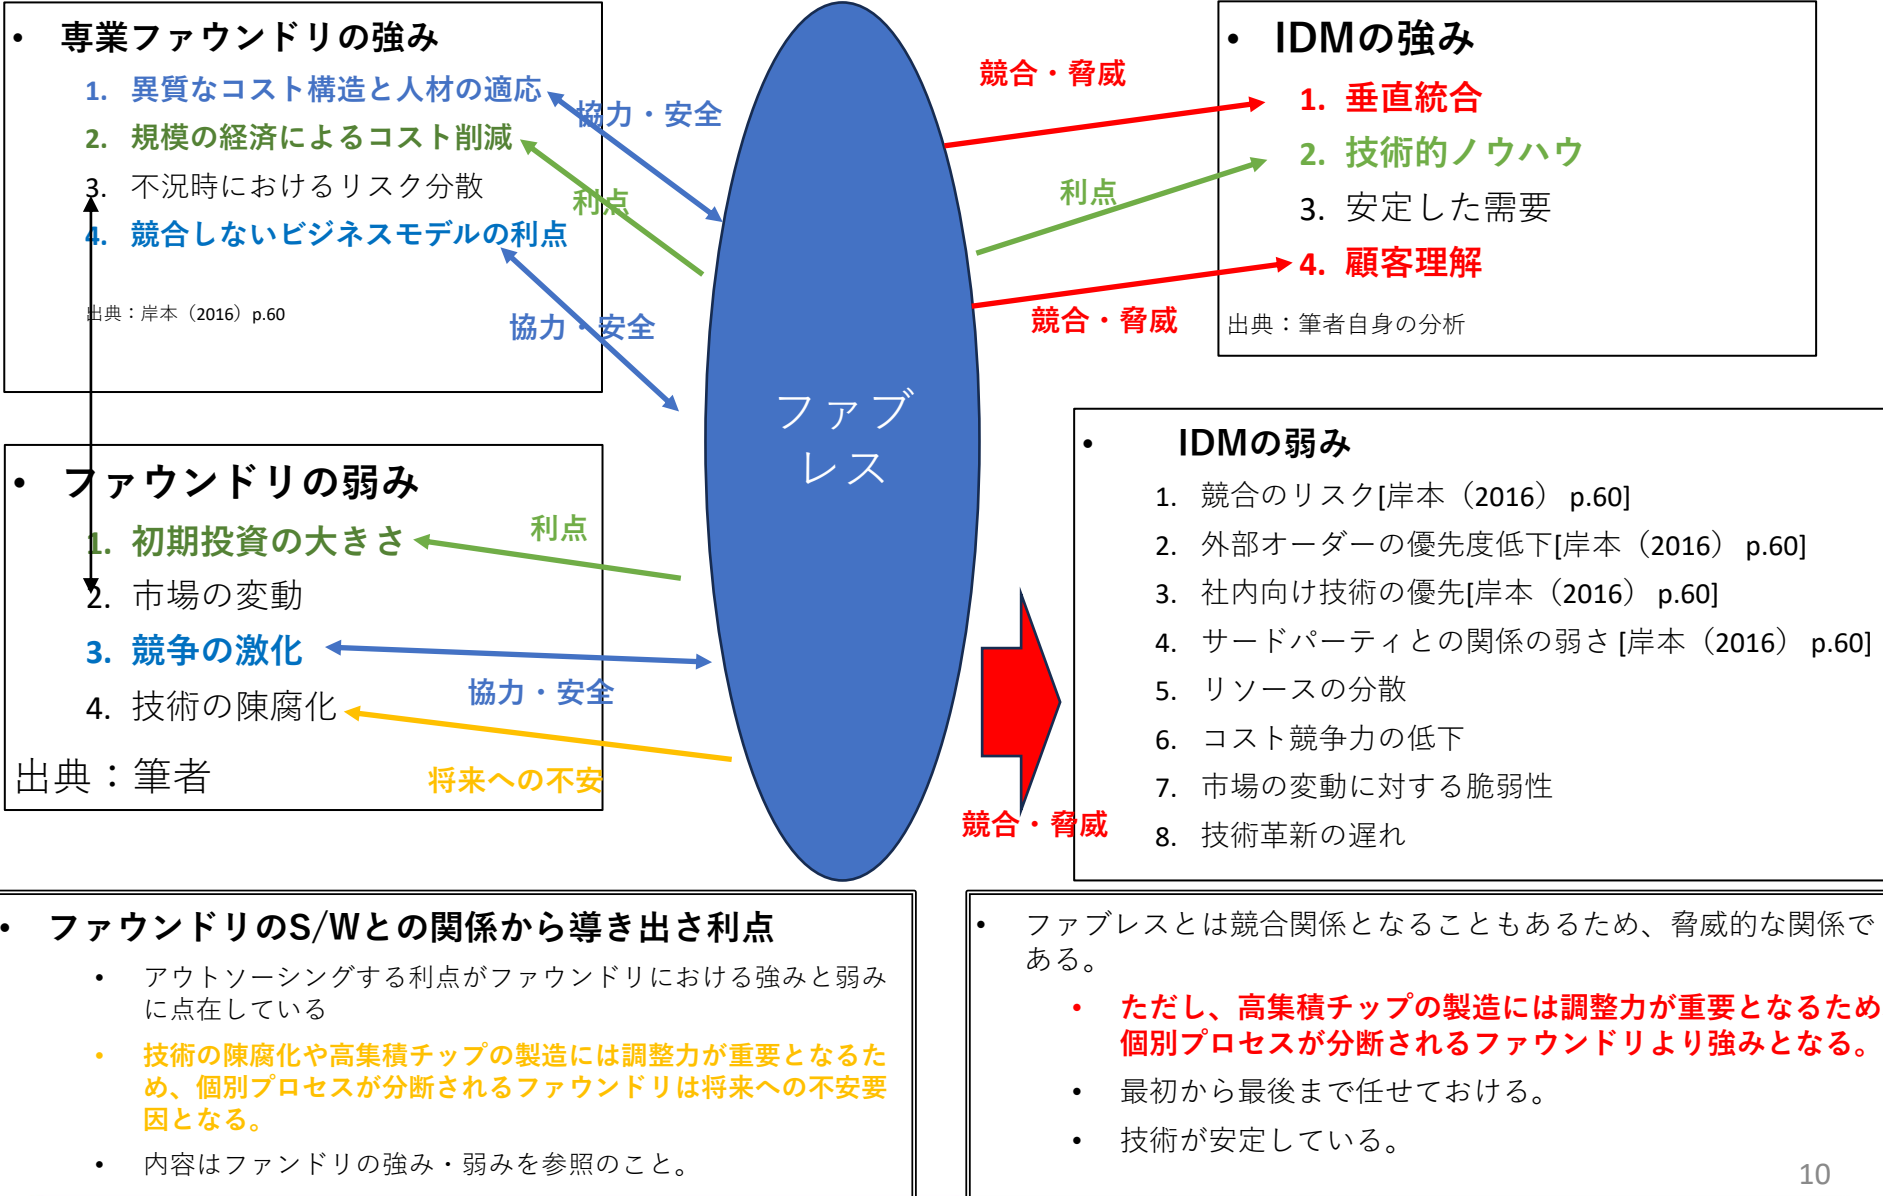 • 専業ファウンドリの強み
1. 異質なコスト構造と人材の適応
2. 規模の経済によるコスト削減
3. 不況時におけるリスク分散
4. 競合しないビジネスモデルの利点
出典：岸本（2016）p.60
協力・安全
利点
協力・安全
• ファウンドリの弱み
1. 初期投資の大きさ
2. 市場の変動
3. 競争の激化
4. 技術の陳腐化
出典：筆者
利点
協力・安全
将来への不安
ファブ
レス
競合・脅威
利点
競合・脅威
• IDMの強み
1. 垂直統合
2. 技術的ノウハウ
3. 安定した需要
4. 顧客理解
出典：筆者自身の分析
競合・脅威
• IDMの弱み
1. 競合のリスク[岸本（2016） p.60]
2. 外部オーダーの優先度低下[岸本（2016） p.60]
3. 社内向け技術の優先[岸本（2016） p.60]
4. サードパーティとの関係の弱さ [岸本（2016） p.60]
5. リソースの分散
6. コスト競争力の低下
7. 市場の変動に対する脆弱性
8. 技術革新の遅れ
• ファウンドリのS/Wとの関係から導き出さ利点
• アウトソーシングする利点がファウンドリにおける強みと弱み
に点在している
• 技術の陳腐化や高集積チップの製造には調整力が重要となるた
め、個別プロセスが分断されるファウンドリは将来への不安要
因となる。
• 内容はファンドリの強み・弱みを参照のこと。
• ファブレスとは競合関係となることもあるため、脅威的な関係で
ある。
• ただし、高集積チップの製造には調整力が重要となるため
個別プロセスが分断されるファウンドリより強みとなる。
• 最初から最後まで任せておける。
• 技術が安定している。
10